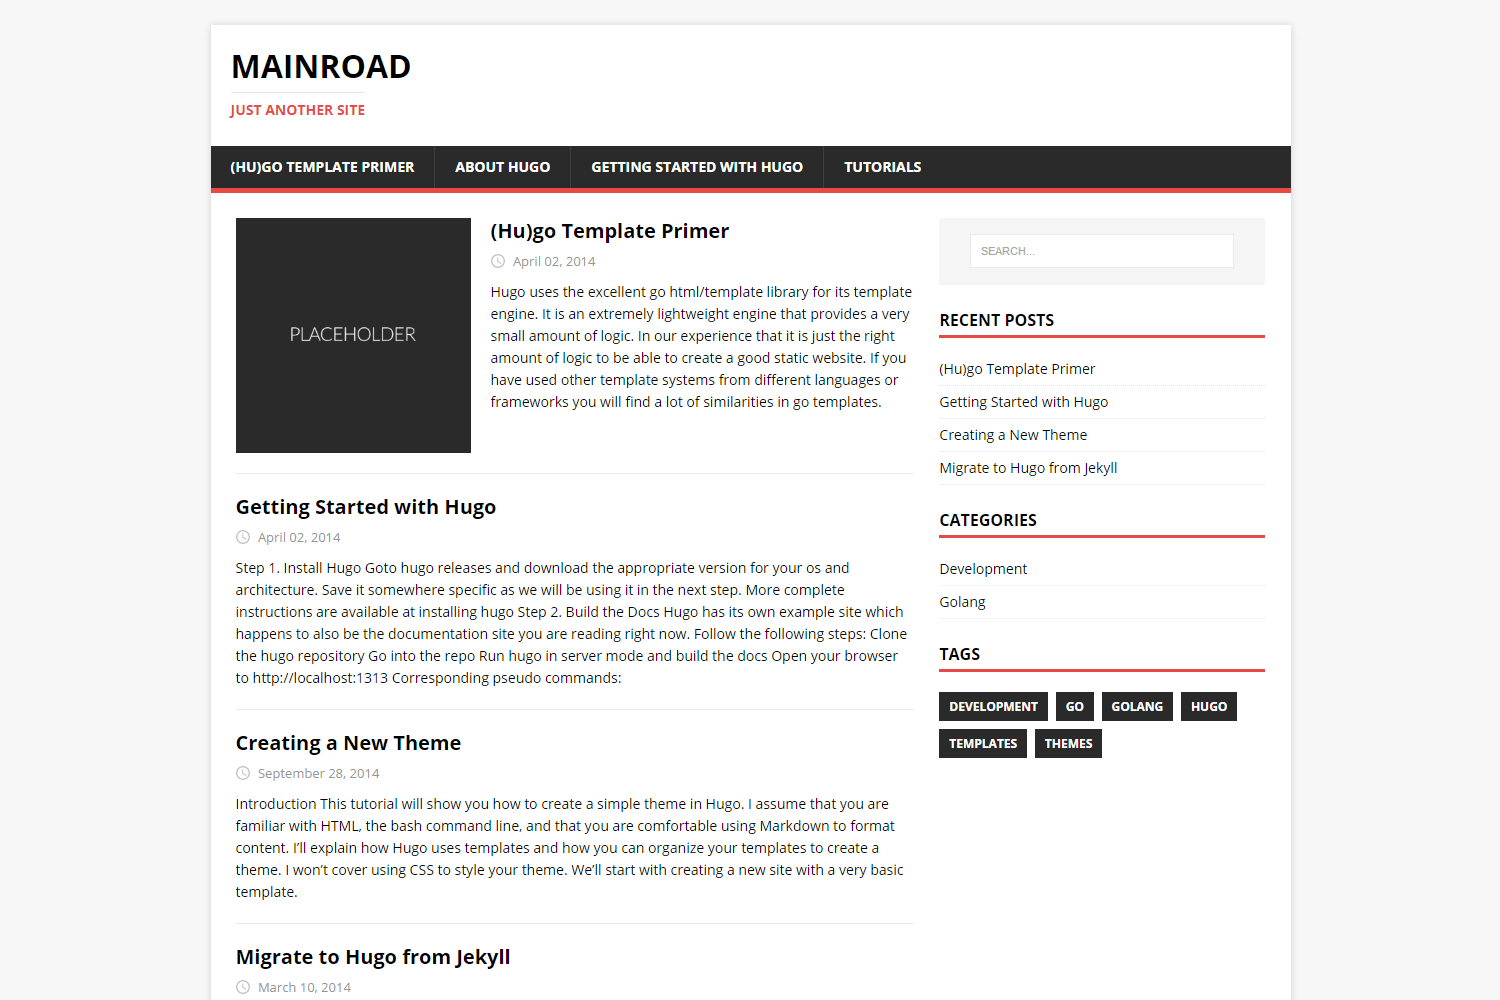 MAINROAD
JUST ANOTHER SITE
(HU)GO TEMPLATE PRIMER
ABOUT HUGO
GETTING STARTED WITH HUGO
TUTORIALS
PLACEHOLDER
(Hu)go Template Primer
April 02, 2014
Hugo uses the excellent go html/template library for its template
engine. It is an extremely lightweight engine that provides a very
small amount of logic. In our experience that it is just the right
amount of logic to be able to create a good static website. If you
have used other template systems from different languages or
frameworks you will find a lot of similarities in go templates.
Getting Started with Hugo
April 02, 2014
Step 1. Install Hugo Goto hugo releases and download the appropriate version for your os and
architecture. Save it somewhere specific as we will be using it in the next step. More complete
instructions are available at installing hugo Step 2. Build the Docs Hugo has its own example site which
happens to also be the documentation site you are reading right now. Follow the following steps: Clone
the hugo repository Go into the repo Run hugo in server mode and build the docs Open your browser
to http://localhost:1313 Corresponding pseudo commands:
Creating a New Theme
September 28, 2014
Introduction This tutorial will show you how to create a simple theme in Hugo. I assume that you are
familiar with HTML, the bash command line, and that you are comfortable using Markdown to format
content. I’ll explain how Hugo uses templates and how you can organize your templates to create a
theme. I won’t cover using CSS to style your theme. We’ll start with creating a new site with a very basic
template.
Migrate to Hugo from Jekyll
March 10, 2014
SEARCH...
RECENT POSTS
(Hu)go Template Primer
Getting Started with Hugo
Creating a New Theme
Migrate to Hugo from Jekyll
CATEGORIES
Development
Golang
TAGS
DEVELOPMENT
GO
GOLANG
HUGO
TEMPLATES
THEMES